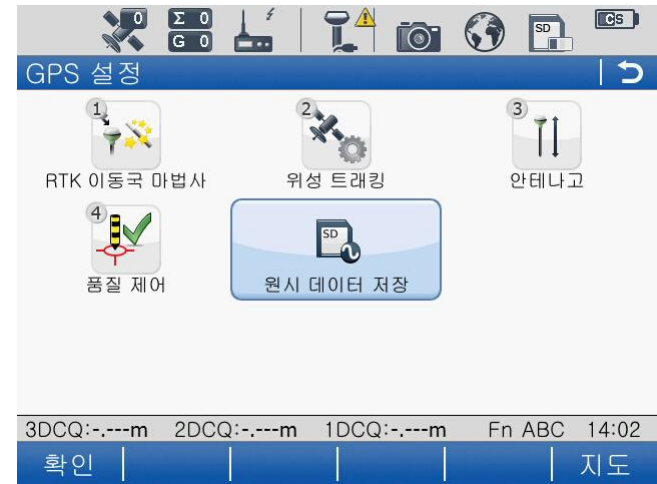 0
Σ 0
G 0
SD
CS
GPS 설정
1
RTK 이동국 마법사
2
위성 트래킹
3
안테나고
4
품질 제어
SD
원시 데이터 저장
3DCQ:-.---m 2DCQ:-.---m 1DCQ:-.---m Fn ABC 14:02
확인 지도